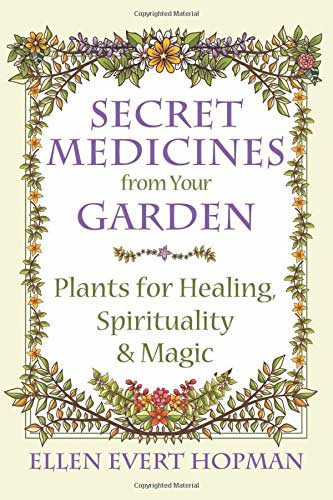 Copyrighted Material
SECRET
MEDICINES
from Your
GARDEN
Plants for Healing,
Spirituality
& Magic
ELLEN EVERT HOPMAN
Copyrighted Material